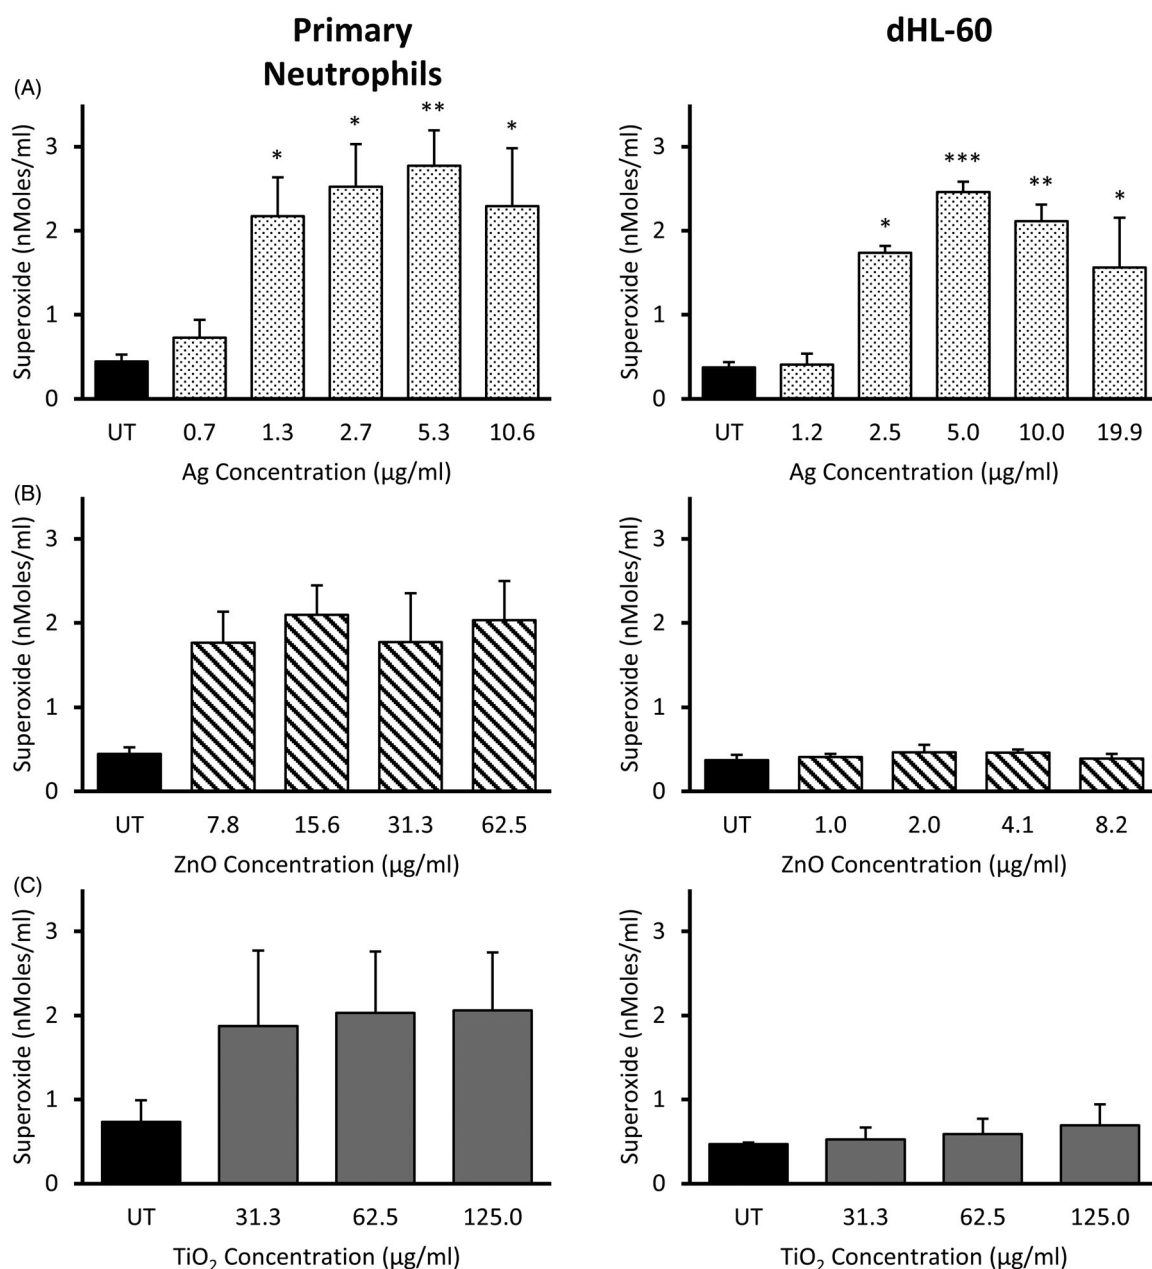 Primary
Neutrophils
dHL-60
(A)
Superoxide (nMoles/ml)
3
2
1
0
* * ** *
UT 0.7 1.3 2.7 5.3 10.6
Ag Concentration (µg/ml)
Superoxide (nMoles/ml)
3
2
1
0
* *** ** *
UT 1.2 2.5 5.0 10.0 19.9
Ag Concentration (µg/ml)
(B)
Superoxide (nMoles/ml)
3
2
1
0
UT 7.8 15.6 31.3 62.5
ZnO Concentration (µg/ml)
Superoxide (nMoles/ml)
3
2
1
0
UT 1.0 2.0 4.1 8.2
ZnO Concentration (µg/ml)
(C)
Superoxide (nMoles/ml)
3
2
1
0
UT 31.3 62.5 125.0
TiO₂ Concentration (µg/ml)
Superoxide (nMoles/ml)
3
2
1
0
UT 31.3 62.5 125.0
TiO₂ Concentration (µg/ml)